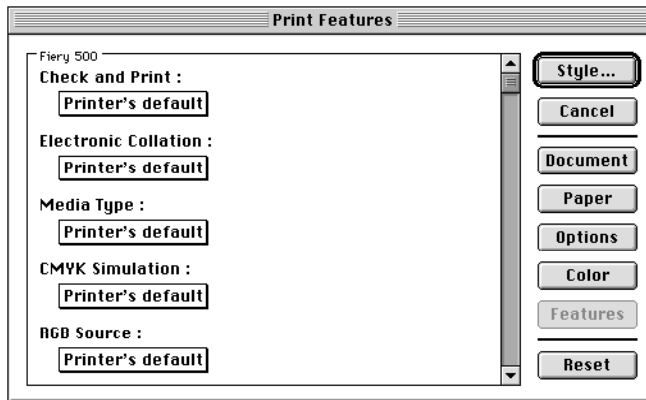 Print Features
Fiery 500
Check and Print :
Printer's default
Electronic Collation :
Printer's default
Media Type :
Printer's default
CMYK Simulation :
Printer's default
RGB Source :
Printer's default
Style...
Cancel
Document
Paper
Options
Color
Features
Reset